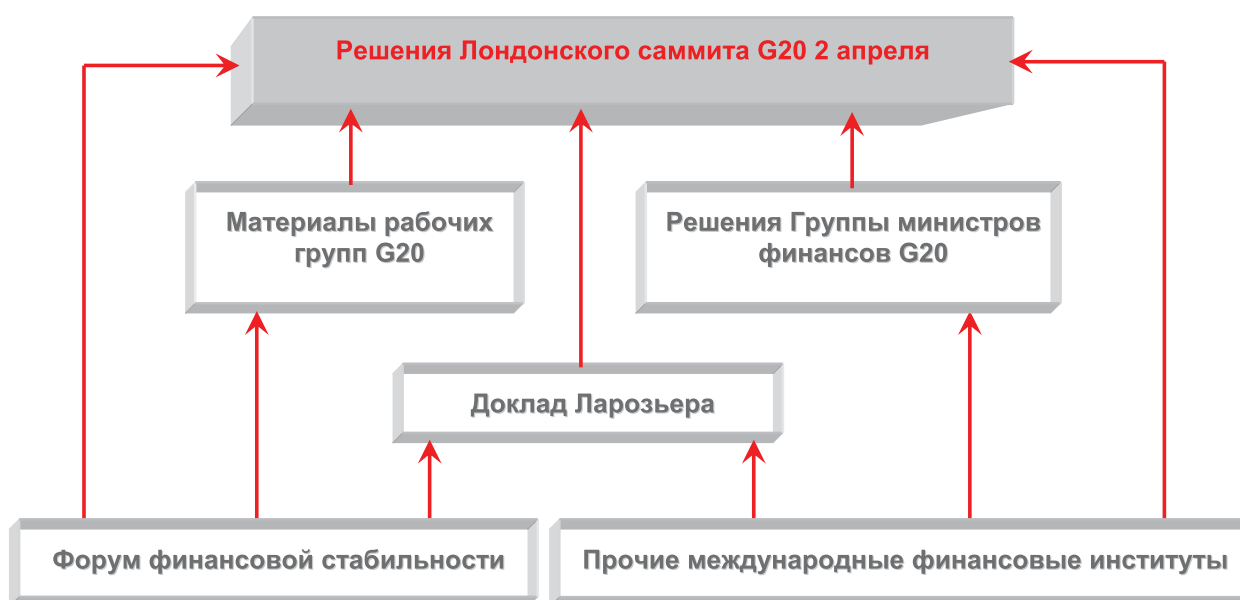 Решения Лондонского саммита G20 2 апреля
Материалы рабочих
групп G20
Решения Группы министров
финансов G20
Доклад Ларозьера
Форум финансовой стабильности
Прочие международные финансовые институты